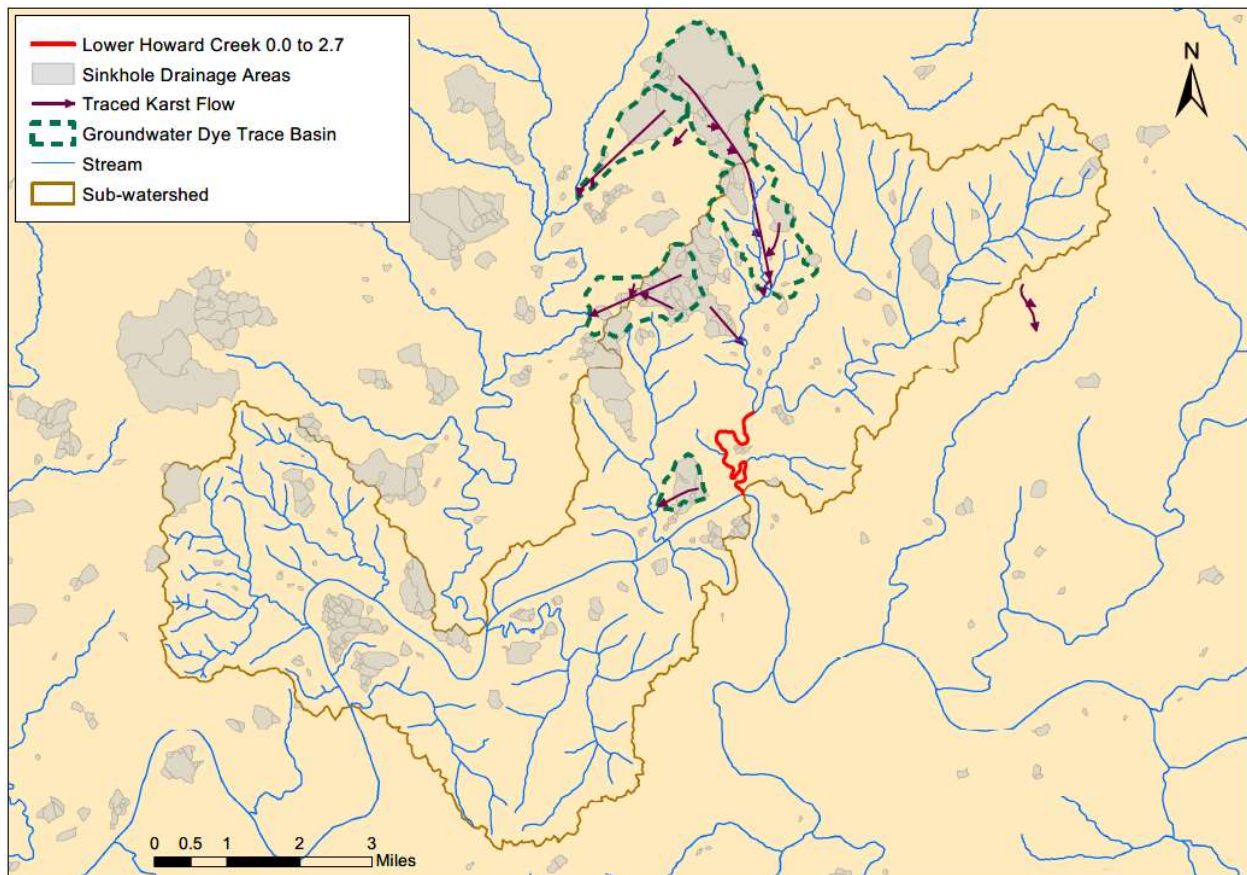 Lower Howard Creek 0.0 to 2.7
Sinkhole Drainage Areas
Traced Karst Flow
Groundwater Dye Trace Basin
Stream
Sub-watershed
N
0 0.5 1 2 3
Miles